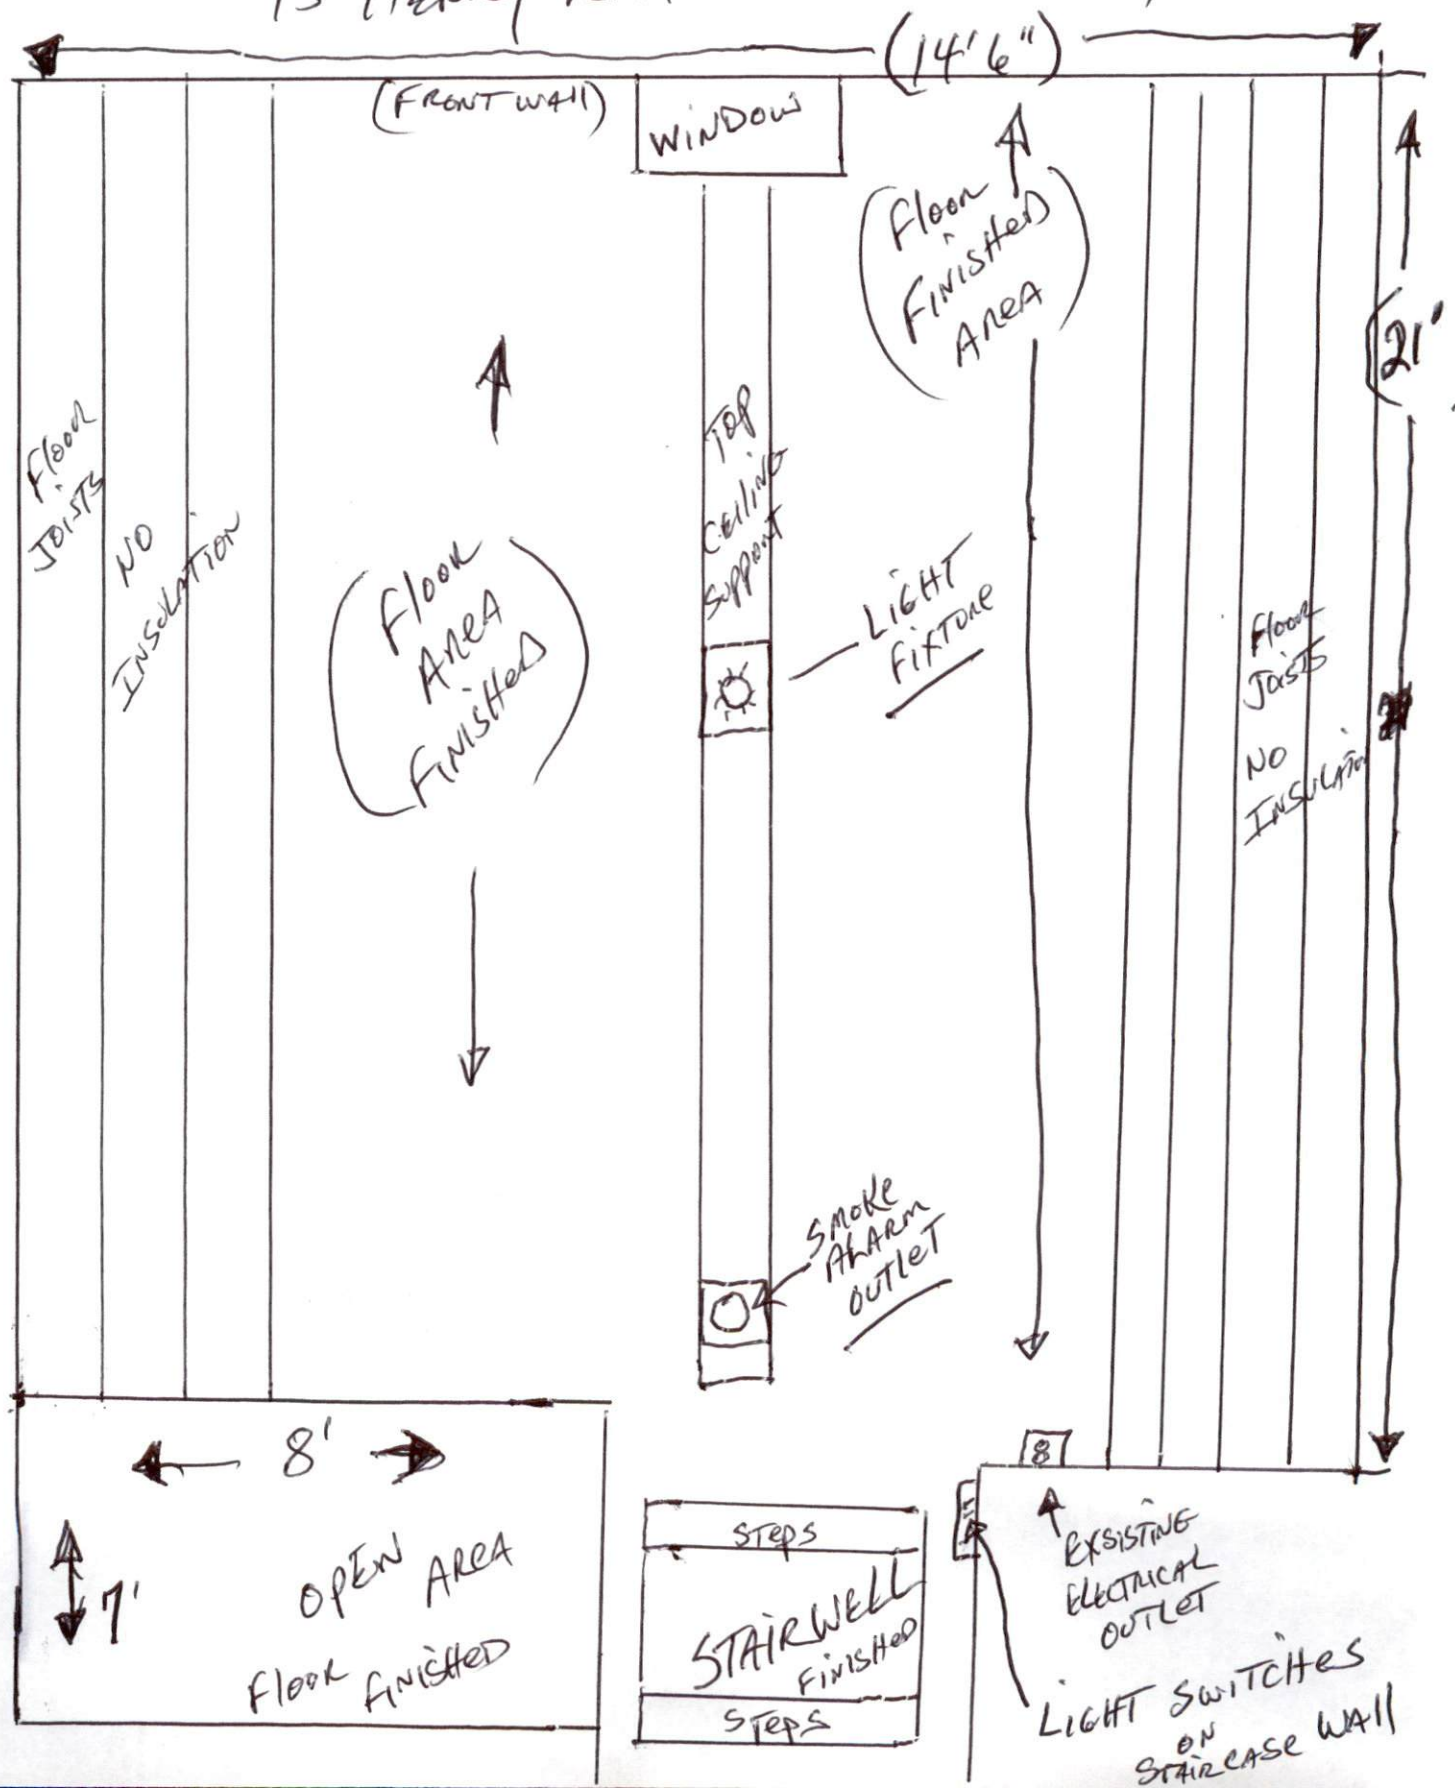 (14'6")
(FRONT WALL)
WINDOW
(Floor
FINISHED
AREA)
(21'
TOP
CEILING
SUPPORT
Floor
JOISTS
NO
INSULATION
(Floor
AREA
FINISHED)
LIGHT
FIXTURE
Floor
JOISTS
NO
INSULATION
SMOKE
ALARM
OUTLET
8'
8
7'
OPEN AREA
Floor FINISHED
STEPS
STAIRWELL
FINISHED
STEPS
EXSISTING
ELECTRICAL
OUTLET
LIGHT SWITCHES
ON
STAIRCASE WALL